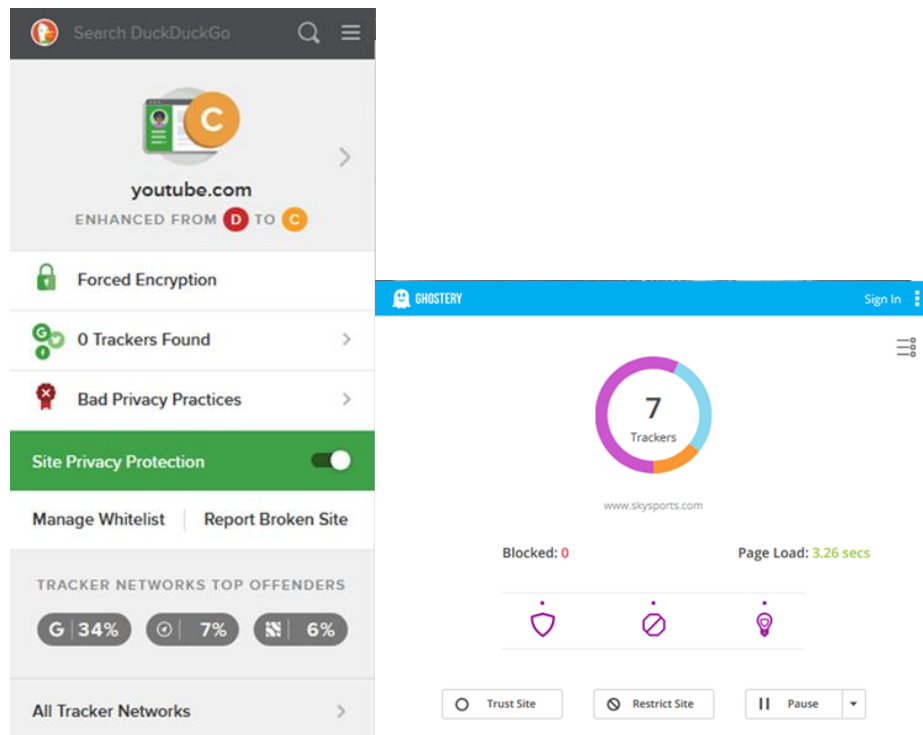 Search DuckDuckGo
C
youtube.com
ENHANCED FROM D TO C
Forced Encryption
0 Trackers Found
Bad Privacy Practices
Site Privacy Protection
Manage Whitelist Report Broken Site
TRACKER NETWORKS TOP OFFENDERS
G 34% 7% 6%
All Tracker Networks
GHOSTERY Sign In
7
Trackers
www.skysports.com
Blocked: 0 Page Load: 3.26 secs
Trust Site Restrict Site Pause